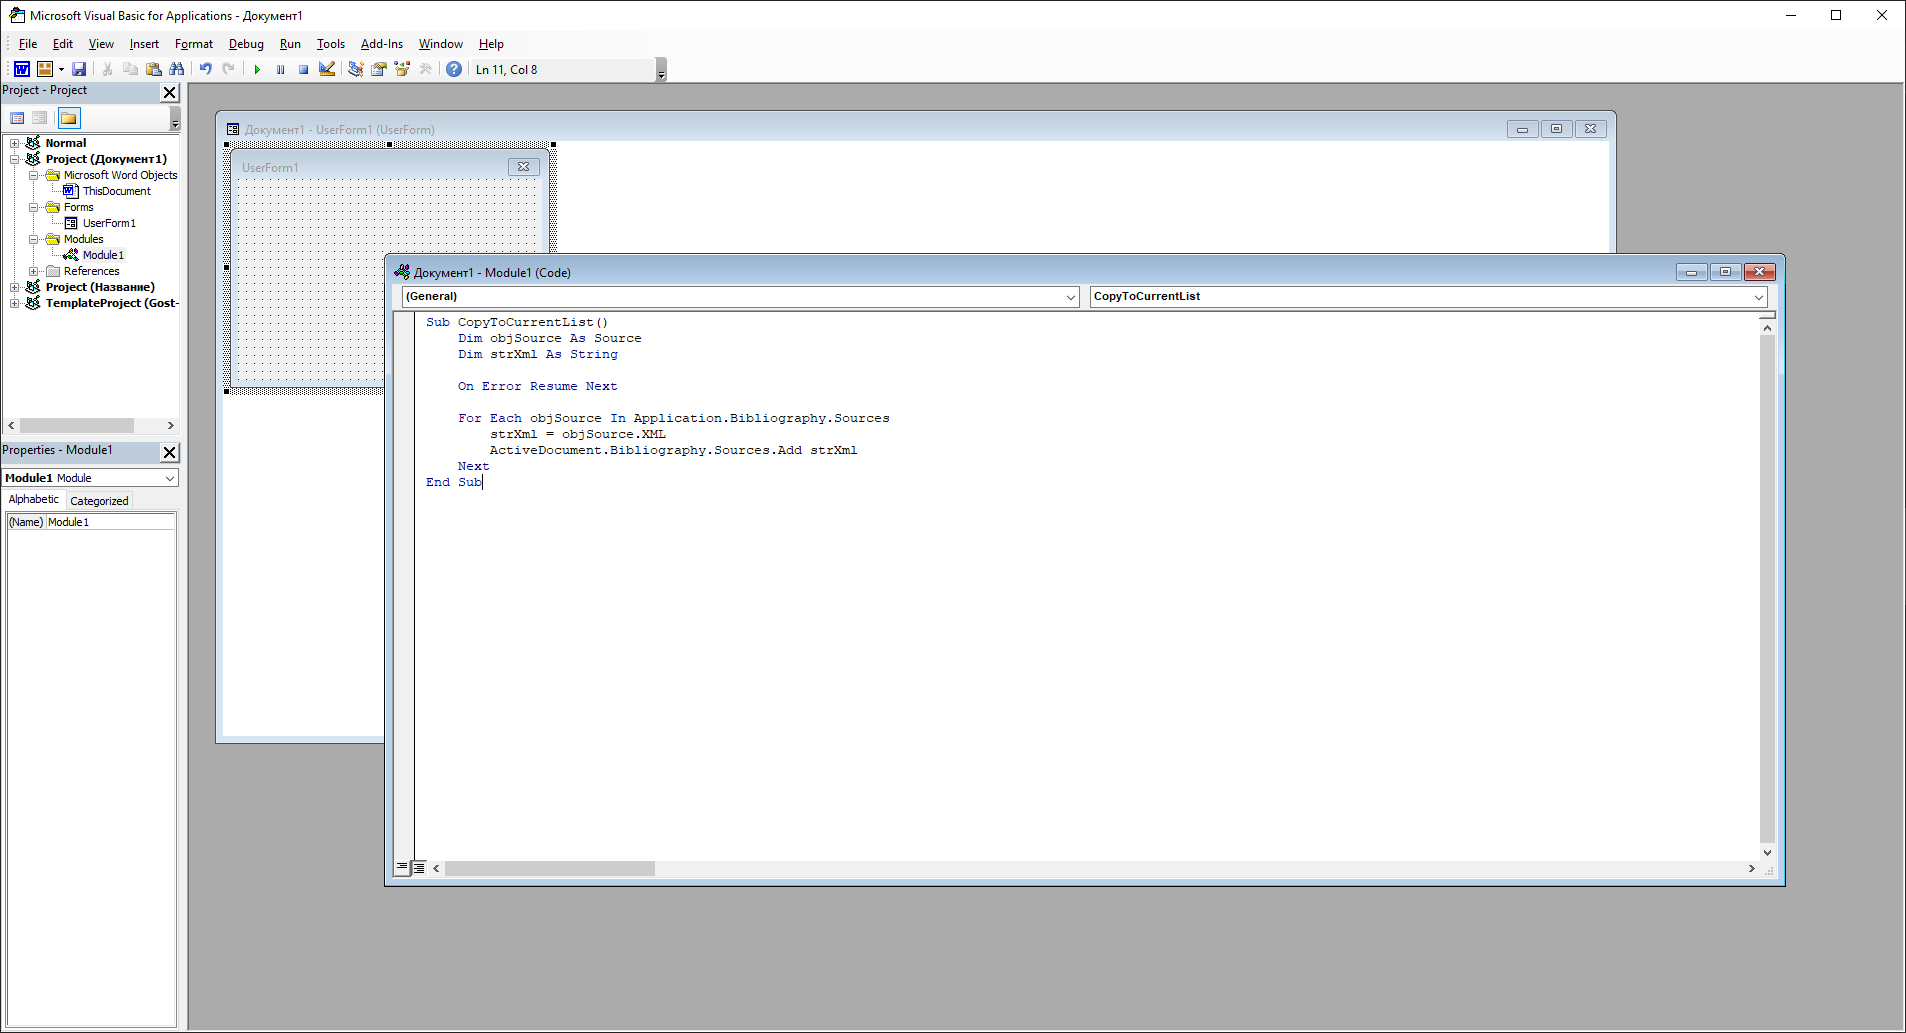 Microsoft Visual Basic for Applications - Документ1
File Edit View Insert Format Debug Run Tools Add-Ins Window Help
Ln 11, Col 8
Project - Project
Normal
Project (Документ1)
Microsoft Word Objects
ThisDocument
Forms
UserForm1
Modules
Module1
References
Project (Название)
TemplateProject (Gost-
Properties - Module1
Module1 Module
Alphabetic Categorized
(Name) Module1
Документ1 - UserForm1 (UserForm)
UserForm1
Документ1 - Module1 (Code)
(General) CopyToCurrentList
Sub CopyToCurrentList()
Dim objSource As Source
Dim strXml As String
On Error Resume Next
For Each objSource In Application.Bibliography.Sources
strXml = objSource.XML
ActiveDocument.Bibliography.Sources.Add strXml
Next
End Sub